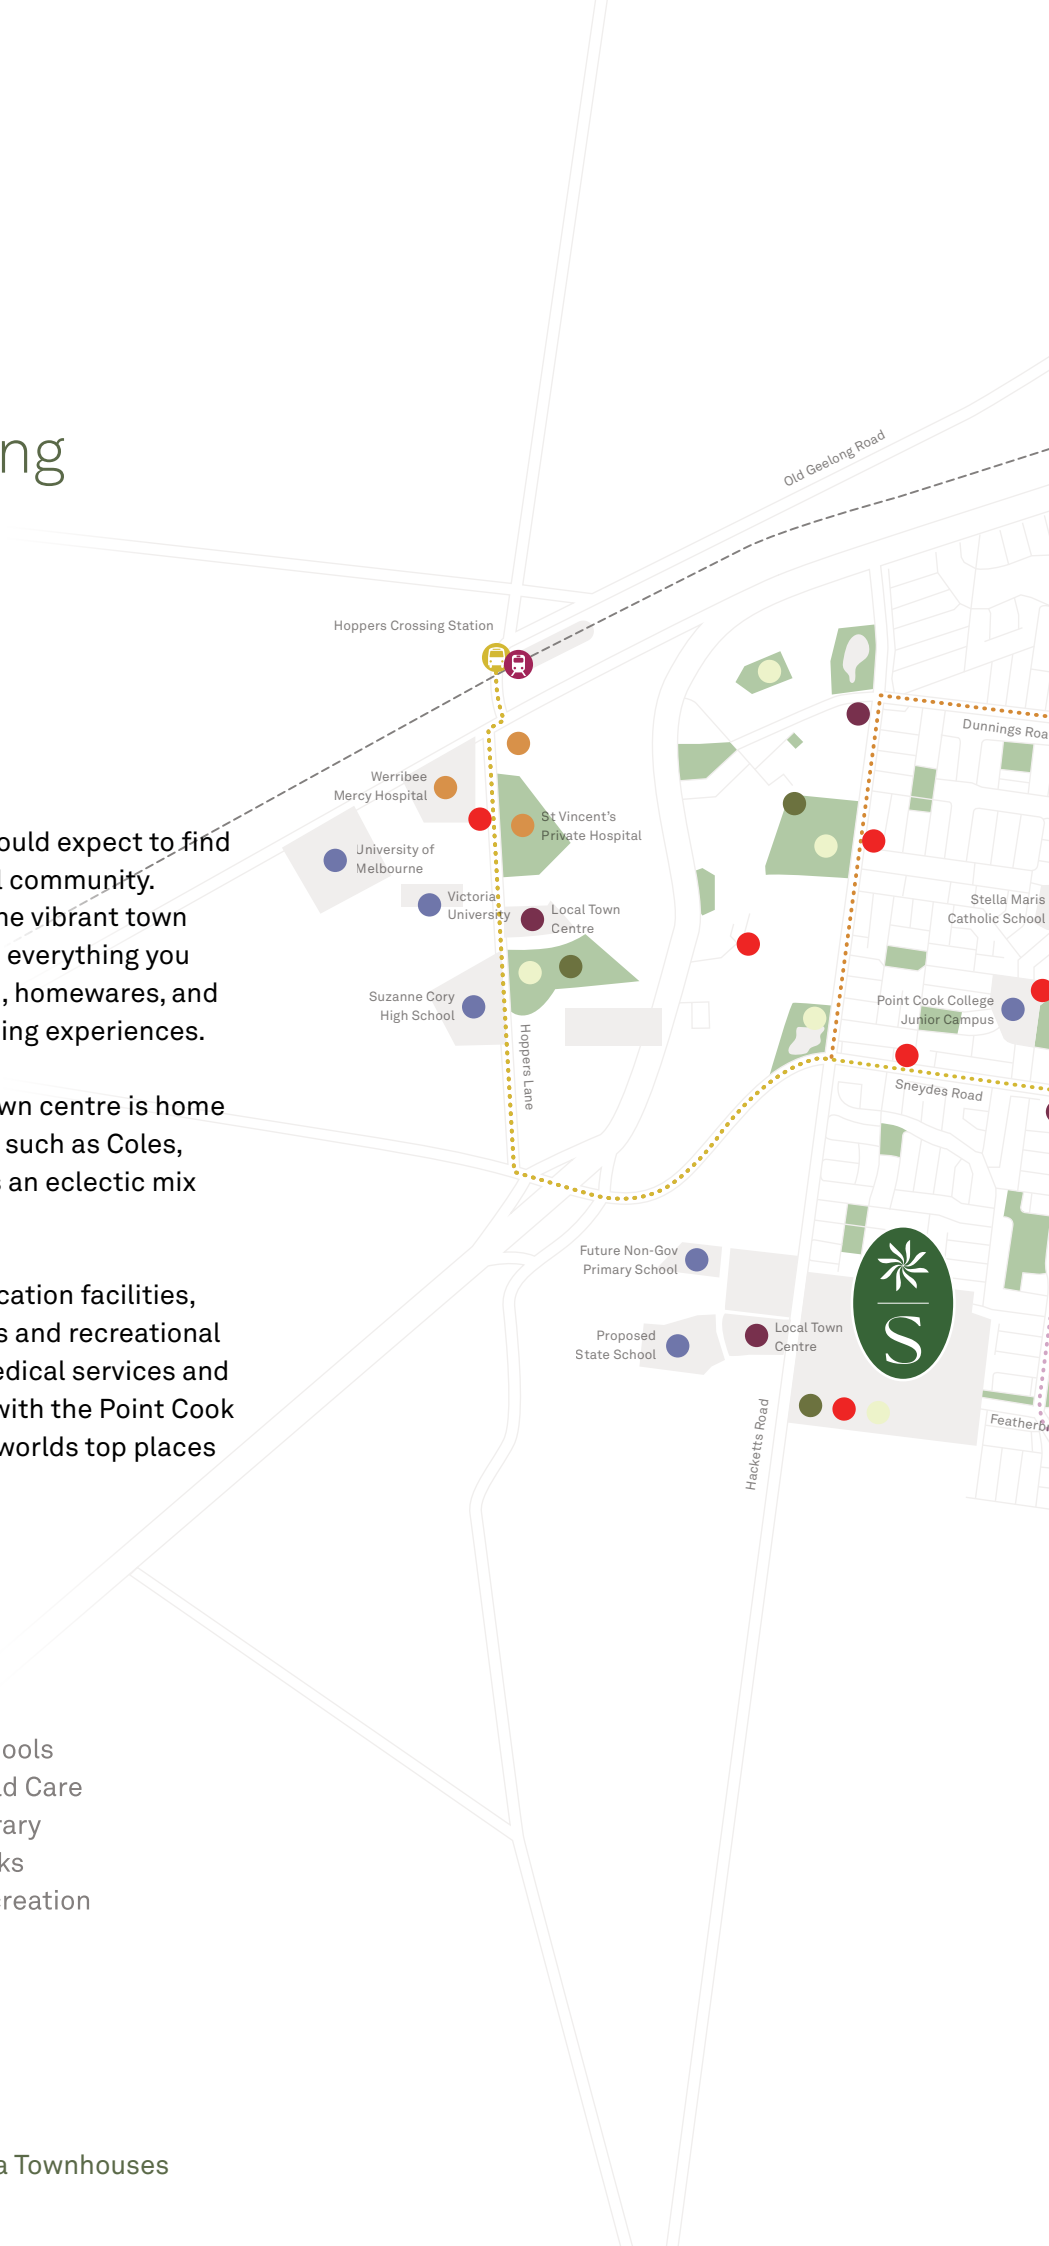 ng
ould expect to find
l community.
he vibrant town
everything you
, homewares, and
ing experiences.
wn centre is home
such as Coles,
s an eclectic mix
cation facilities,
s and recreational
edical services and
with the Point Cook
worlds top places
ools
ld Care
rary
ks
creation
a Townhouses
Old Geelong Road
Hoppers Crossing Station
Dunnings Roa
Werribee
Mercy Hospital
St Vincent's
Private Hospital
University of
Melbourne
Victoria
University
Local Town
Centre
Stella Maris
Catholic School
Suzanne Cory
High School
Point Cook College
Junior Campus
Hoppers Lane
Sneydes Road
Future Non-Gov
Primary School
Proposed
State School
Local Town
Centre
S
Hacketts Road
Featherb